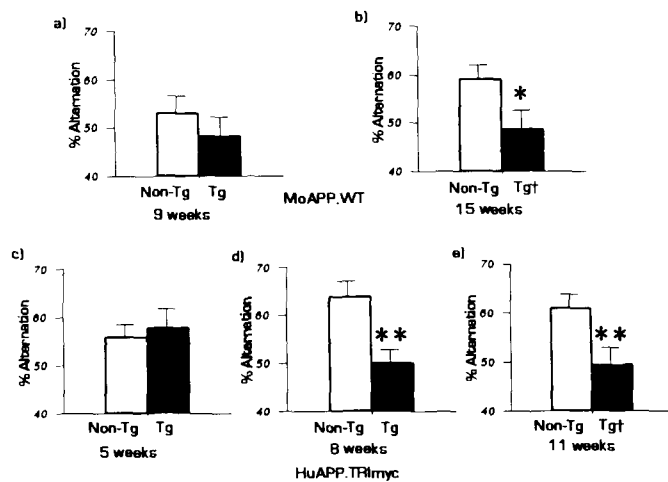 a)
% Alternation
70
60
50
40
Non-Tg Tg
9 weeks
MoAPP.WT
b)
% Alternation
70
60
50
40
*
Non-Tg Tg†
15 weeks
c)
% Alternation
70
60
50
40
Non-Tg Tg
5 weeks
d)
% Alternation
70
60
50
40
**
Non-Tg Tg
8 weeks
HuAPP.TRImyc
e)
% Alternation
70
60
50
40
**
Non-Tg Tg†
11 weeks